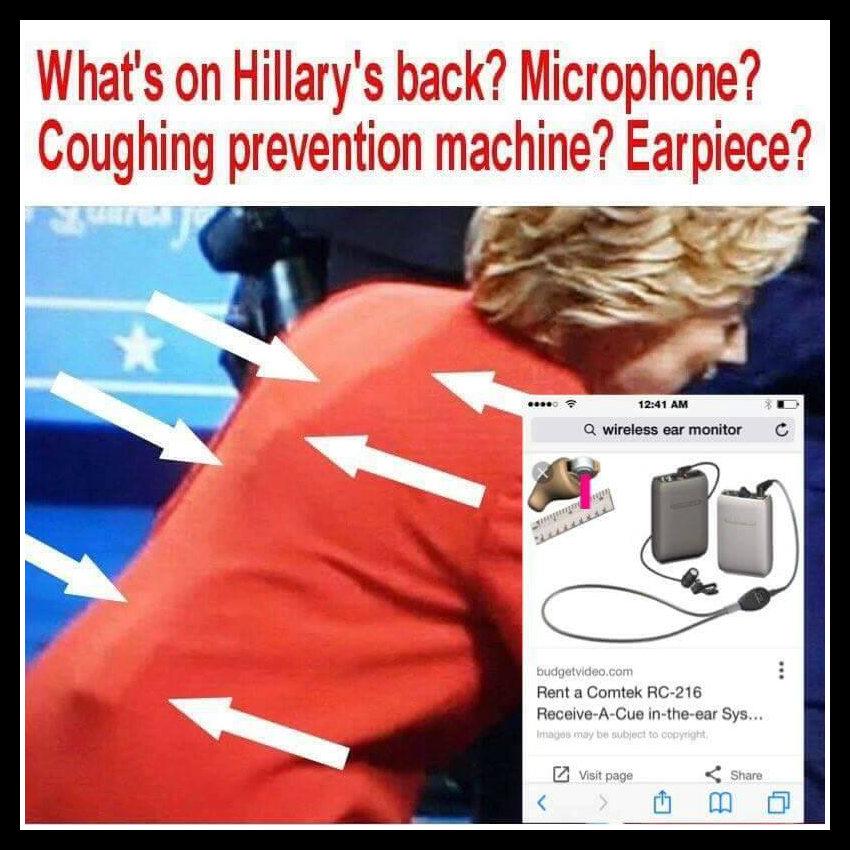 What's on Hillary's back? Microphone?
Coughing prevention machine? Earpiece?
12:41 AM
wireless ear monitor
budgetvideo.com
Rent a Comtek RC-216
Receive-A-Cue in-the-ear Sys...
Images may be subject to copyright.
Visit page
Share